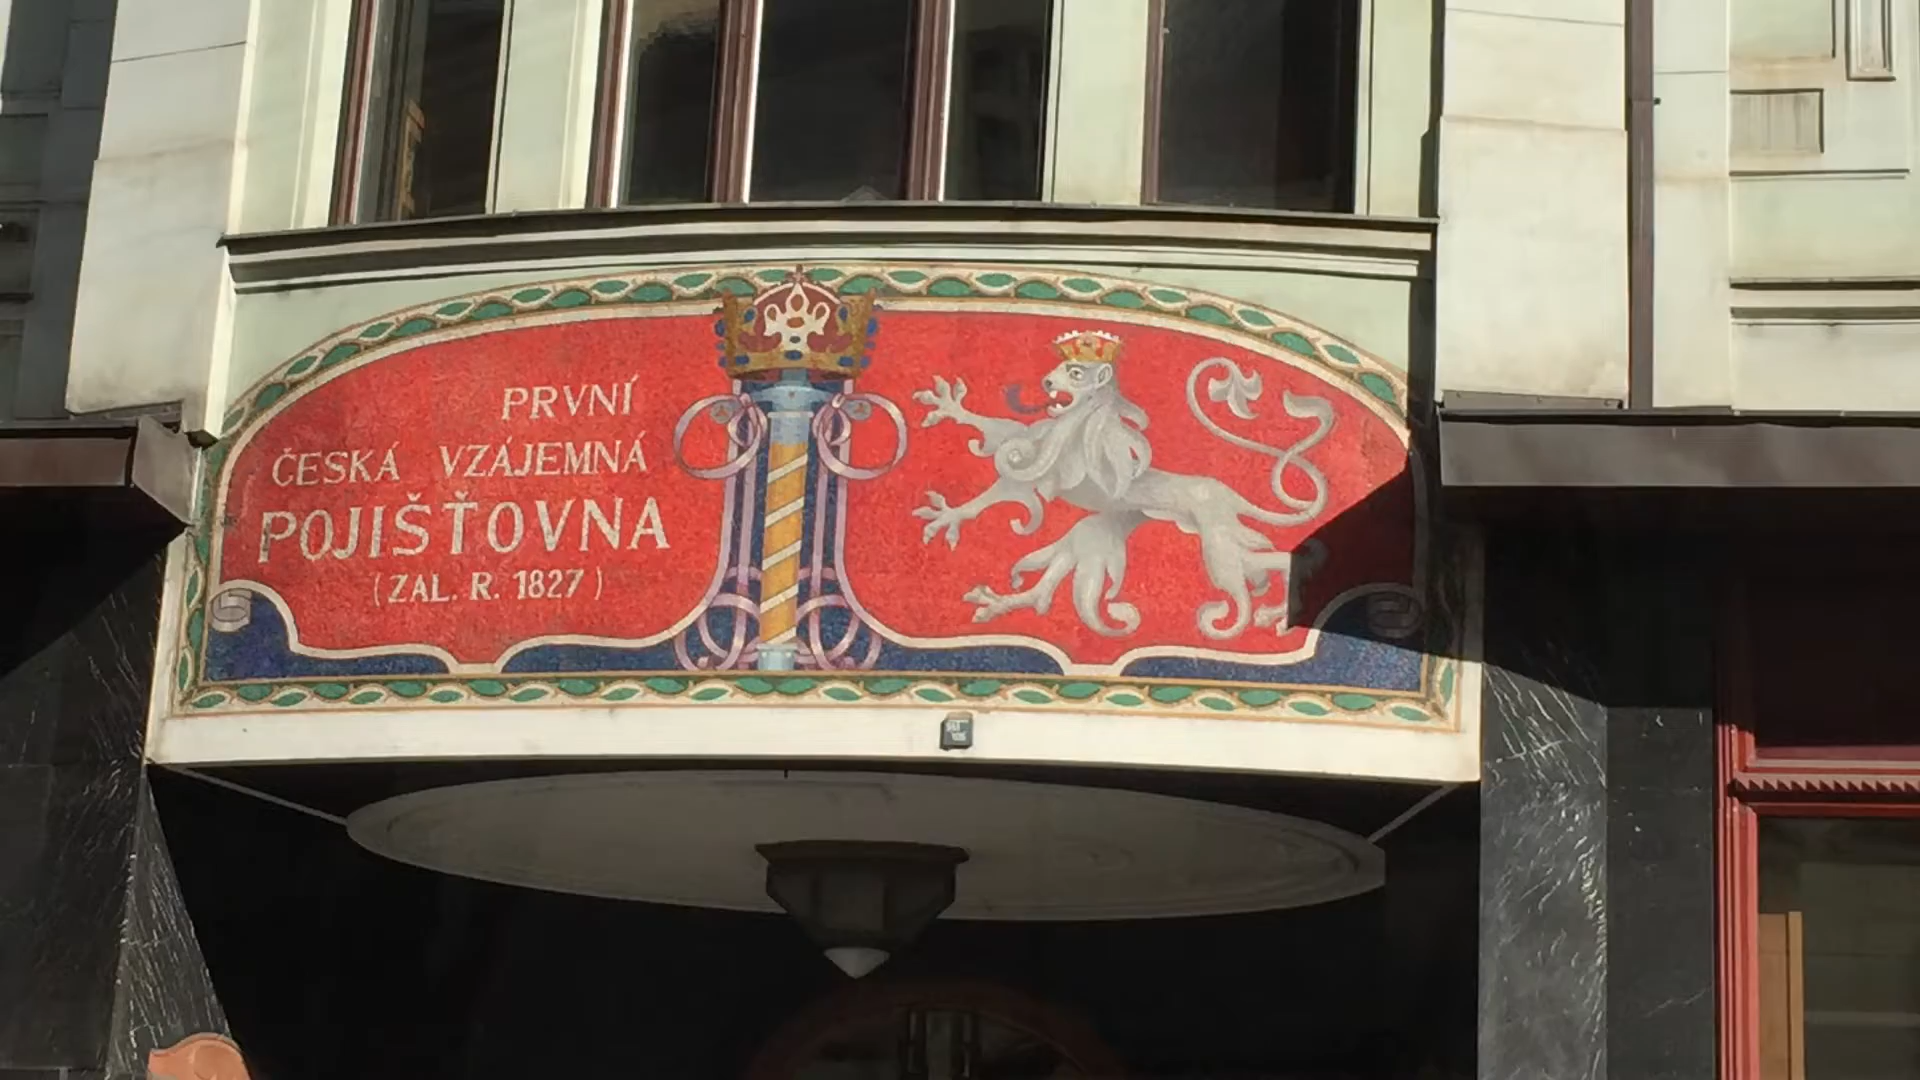 PRVNÍ
ČESKÁ VZÁJEMNÁ
POJIŠŤOVNA
(ZAL. R. 1827)